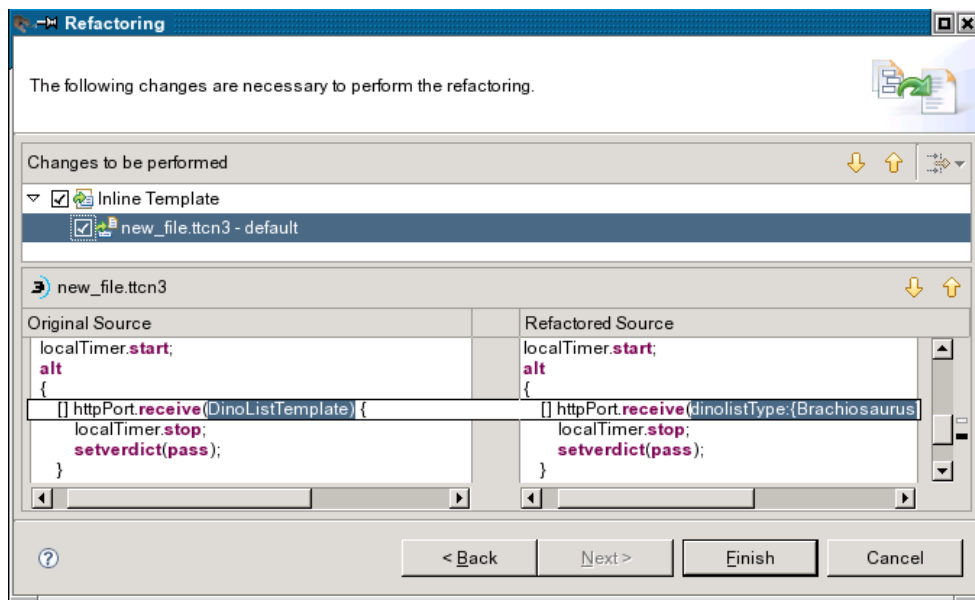 Refactoring
The following changes are necessary to perform the refactoring.
Changes to be performed
Inline Template
new_file.ttcn3 - default
new_file.ttcn3
Original Source
localTimer.start;
alt
{
[] httpPort.receive(DinoListTemplate) {
localTimer.stop;
setverdict(pass);
}
Refactored Source
localTimer.start;
alt
{
[] httpPort.receive(dinolistType:{Brachiosaurus
localTimer.stop;
setverdict(pass);
}
< Back
Next >
Finish
Cancel